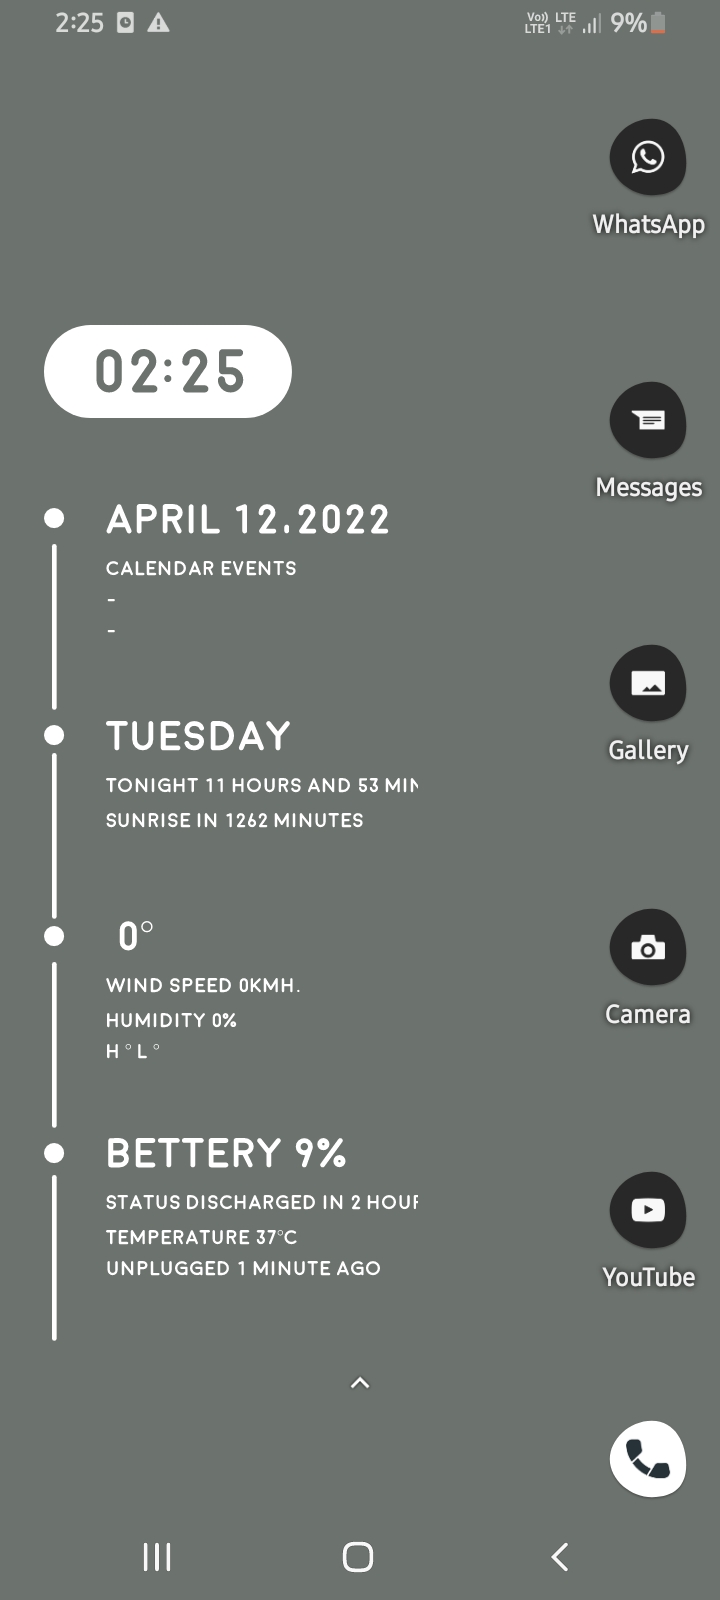 2:25
Vo)) LTE
LTE1
9%
WhatsApp
02:25
Messages
APRIL 12.2022
CALENDAR EVENTS
-
-
Gallery
TUESDAY
TONIGHT 11 HOURS AND 53 MIN
SUNRISE IN 1262 MINUTES
0°
WIND SPEED 0KMH.
HUMIDITY 0%
H ° L °
Camera
BETTERY 9%
STATUS DISCHARGED IN 2 HOUR
TEMPERATURE 37°C
UNPLUGGED 1 MINUTE AGO
YouTube